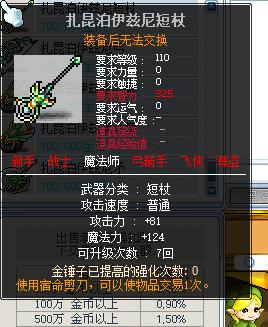 扎昆泊伊兹尼短杖
装备后无法交换
要求等级: 110
要求力量: 0
要求敏捷: 0
要求智力: 325
要求运气: 0
要求人气度: -
道具等级: -
道具经验值: -
新手 战士 魔法师 弓箭手 飞侠 海盗
武器分类 : 短杖
攻击速度 : 普通
攻击力 : +81
魔法力 : +124
可升级次数 : 7回
金锤子已提高的强化次数: 0
使用宿命剪刀,可以使物品交易1次。
100万 金币以上 0,90%
500万 金币以上 1,50%